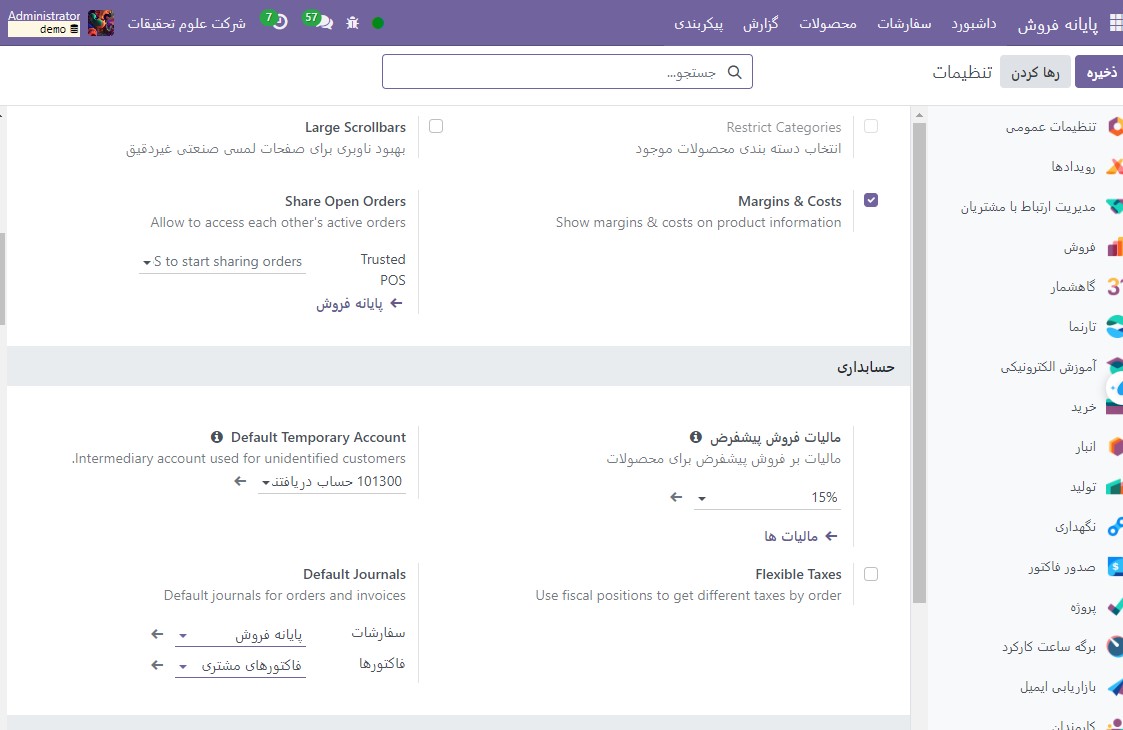 پایانه فروش
داشبورد
سفارشات
محصولات
گزارش
پیکربندی
57
7
شرکت علوم تحقیقات
Administrator
demo
ذخیره
رها کردن
تنظیمات
جستجو...
تنظیمات عمومی
رویدادها
مدیریت ارتباط با مشتریان
فروش
گاهشمار
تارنما
آموزش الکترونیکی
خرید
انبار
تولید
نگهداری
صدور فاکتور
پروژه
برگه ساعت کارکرد
بازاریابی ایمیل
کارمندان
Restrict Categories
انتخاب دسته بندی محصولات موجود
Large Scrollbars
بهبود ناوبری برای صفحات لمسی صنعتی غیردقیق
Margins & Costs
Show margins & costs on product information
Share Open Orders
Allow to access each other's active orders
Trusted
POS
S to start sharing orders
پایانه فروش
حسابداری
مالیات فروش پیشفرض
مالیات بر فروش پیشفرض برای محصولات
15%
مالیات ها
Default Temporary Account
Intermediary account used for unidentified customers.
101300 حساب دریافتند
Flexible Taxes
Use fiscal positions to get different taxes by order
Default Journals
Default journals for orders and invoices
سفارشات
پایانه فروش
فاکتورها
فاکتورهای مشتری